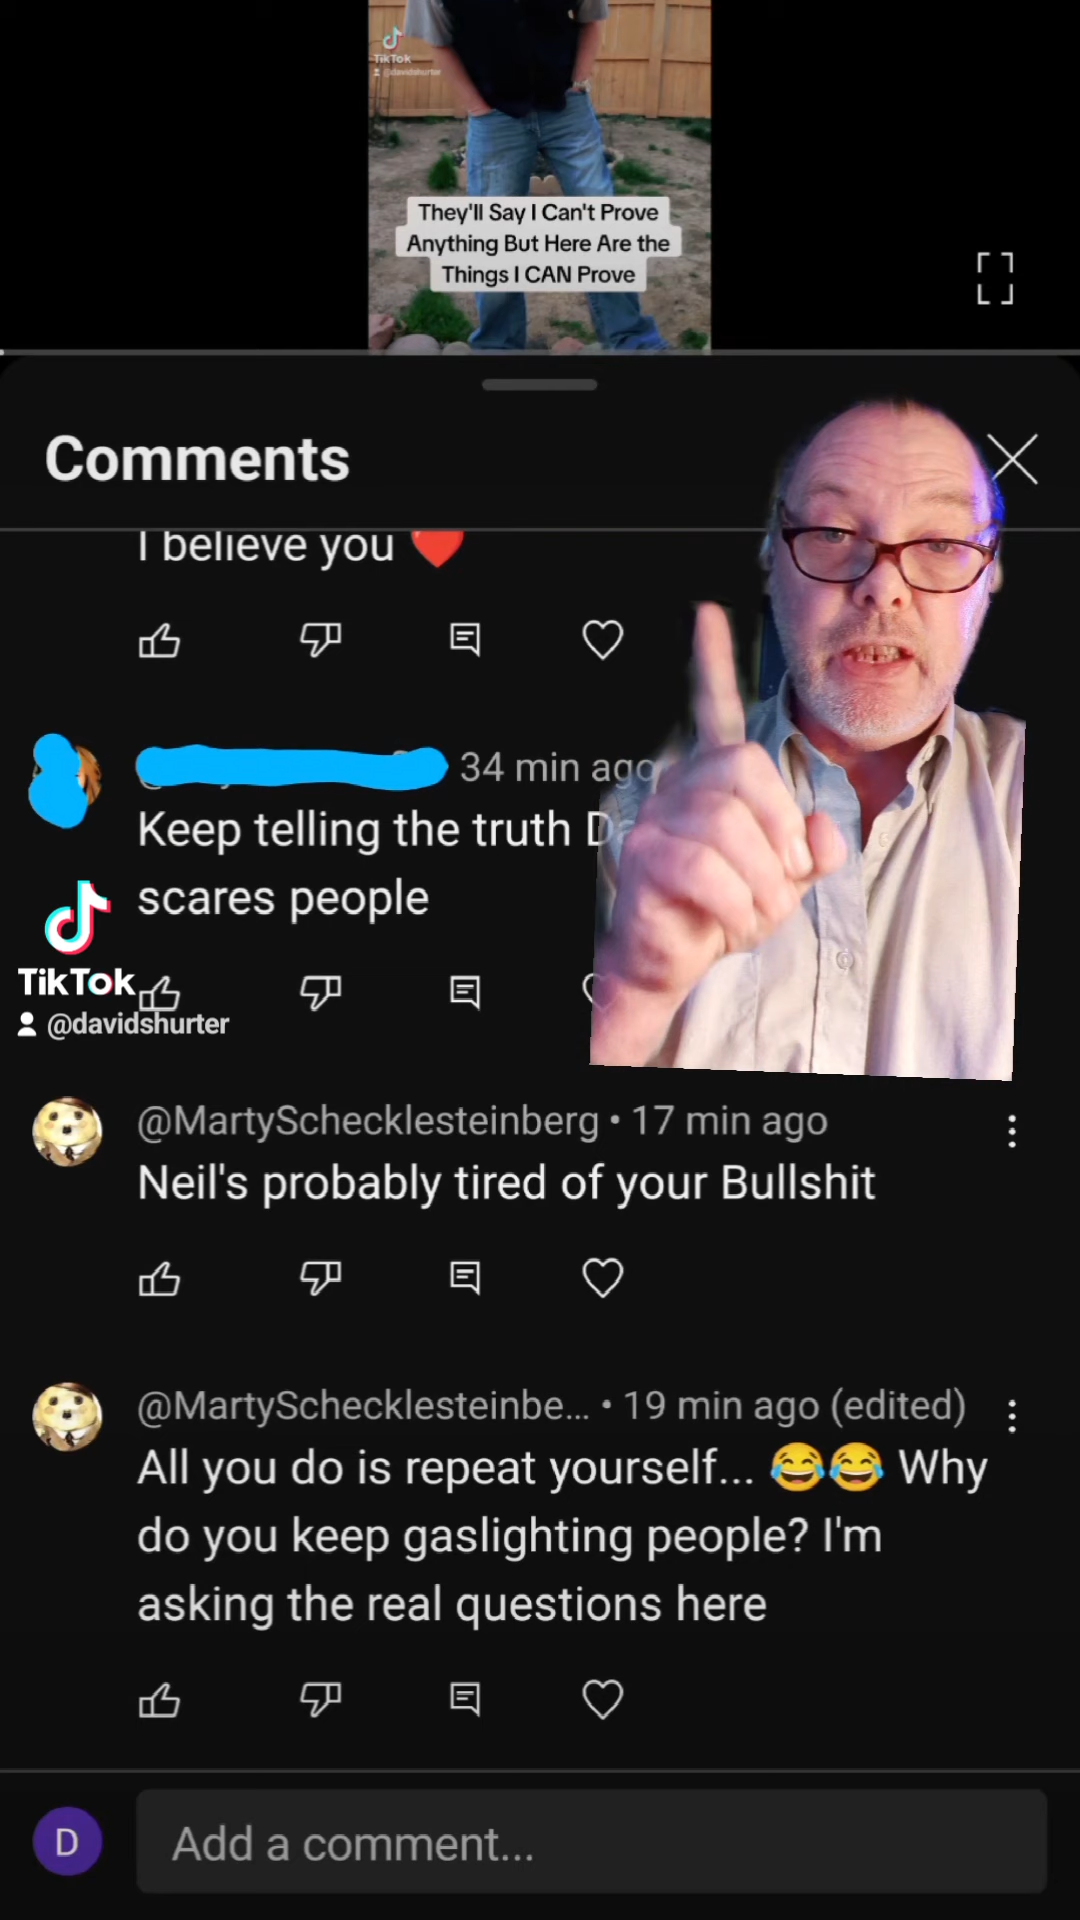 TikTok
@davidshurter
They'll Say I Can't Prove
Anything But Here Are the
Things I CAN Prove
Comments
I believe you ❤️
34 min ago
Keep telling the truth
scares people
TikTok
@davidshurter
@MartySchecklesteinberg • 17 min ago
Neil's probably tired of your Bullshit
@MartySchecklesteinbe... • 19 min ago (edited)
All you do is repeat yourself... 😂😂 Why
do you keep gaslighting people? I'm
asking the real questions here
D
Add a comment...